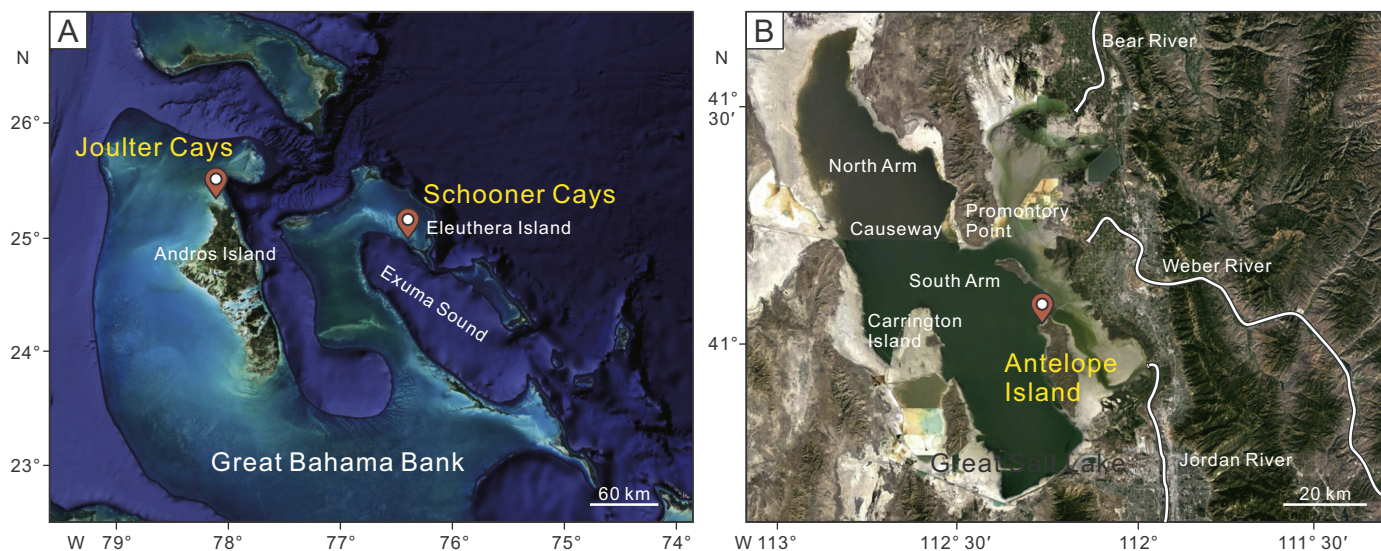 A
N
26°
25°
24°
23°
Joulter Cays
Schooner Cays
Eleuthera Island
Andros Island
Exuma Sound
Great Bahama Bank
60 km
W 79° 78° 77° 76° 75° 74°
B
N
41°
30′
41°
Bear River
North Arm
Promontory
Point
Causeway
Weber River
South Arm
Carrington
Island
Antelope
Island
Great Salt Lake
Jordan River
20 km
W 113° 112° 30′ 112° 111° 30′